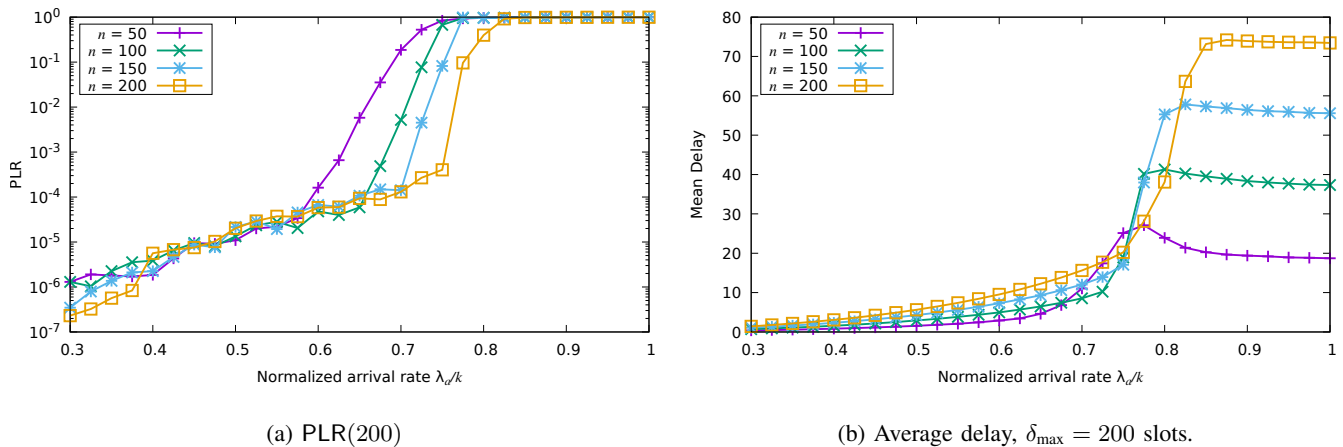 10^0
10^-1
10^-2
10^-3
10^-4
10^-5
10^-6
10^-7
PLR
n = 50
n = 100
n = 150
n = 200
0.3 0.4 0.5 0.6 0.7 0.8 0.9 1
Normalized arrival rate λ_a/k
(a) PLR(200)
80
70
60
50
40
30
20
10
0
Mean Delay
n = 50
n = 100
n = 150
n = 200
0.3 0.4 0.5 0.6 0.7 0.8 0.9 1
Normalized arrival rate λ_a/k
(b) Average delay, δ_max = 200 slots.